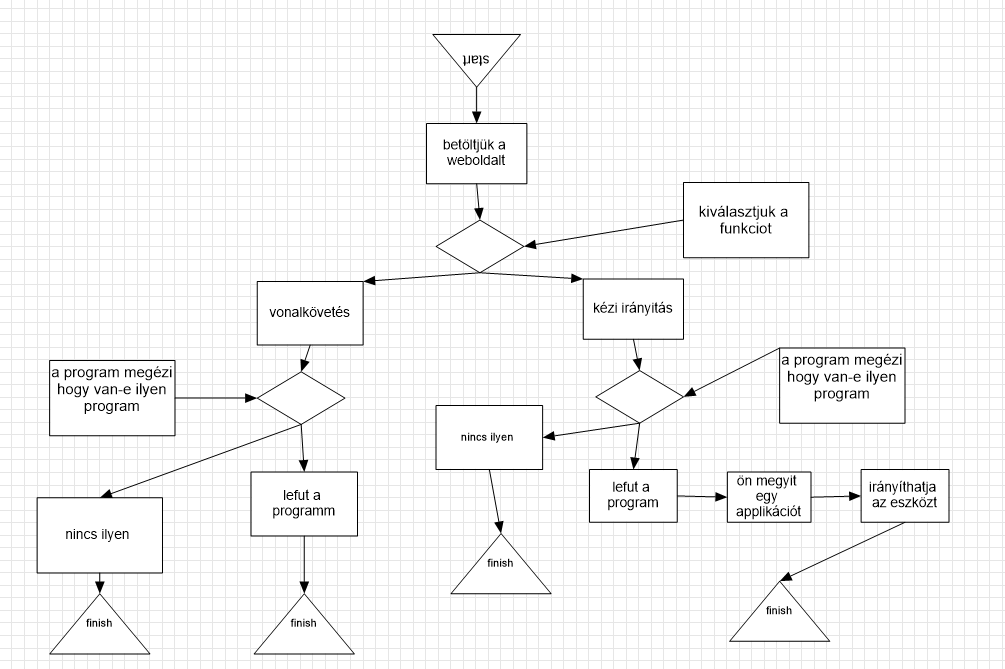 start
betöltjük a
weboldalt
kiválasztjuk a
funkciot
vonalkövetés
kézi irányitás
a program megézi
hogy van-e ilyen
program
a program megézi
hogy van-e ilyen
program
nincs ilyen
lefut a
programm
nincs ilyen
lefut a
program
ön megyit
egy
applikációt
irányíthatja
az eszközt
finish
finish
finish
finish